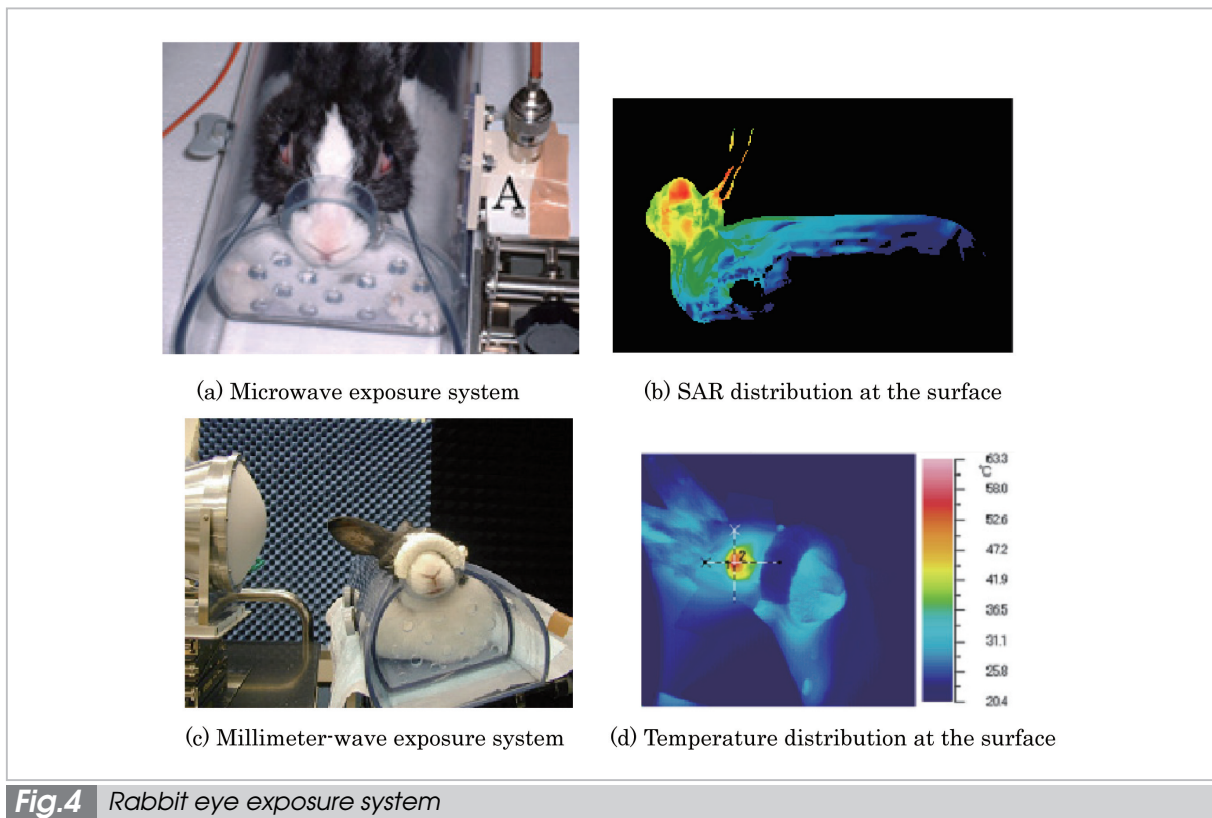 A
(a) Microwave exposure system
(b) SAR distribution at the surface
63.3
℃
58.0
52.6
47.2
41.9
36.5
31.1
25.8
20.4
(c) Millimeter-wave exposure system
(d) Temperature distribution at the surface
Fig.4 Rabbit eye exposure system